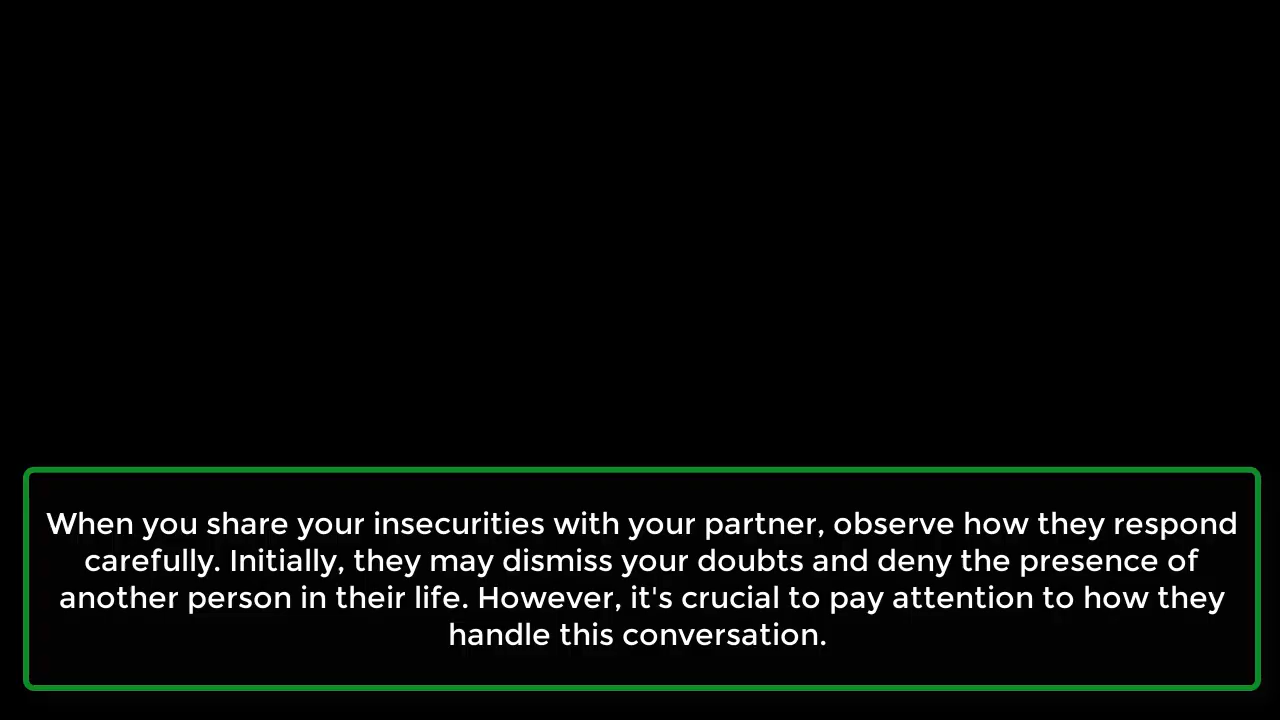 When you share your insecurities with your partner, observe how they respond
carefully. Initially, they may dismiss your doubts and deny the presence of
another person in their life. However, it's crucial to pay attention to how they
handle this conversation.